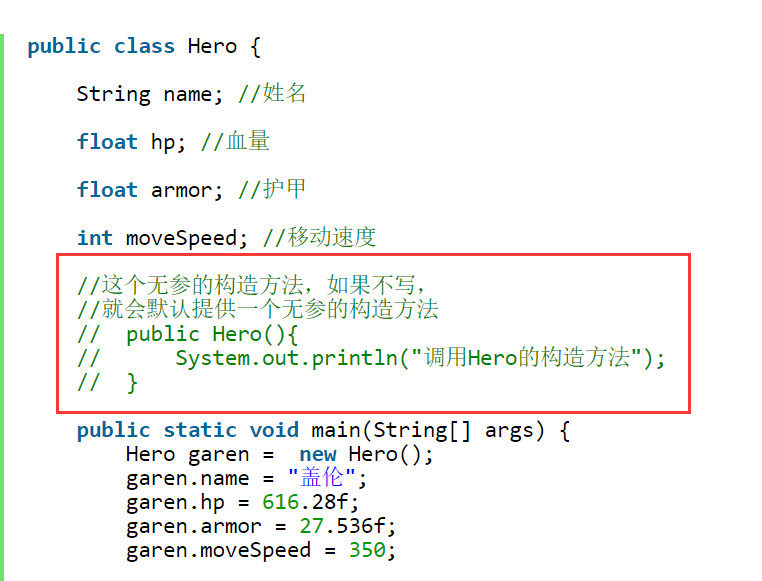 public class Hero {
String name; //姓名
float hp; //血量
float armor; //护甲
int moveSpeed; //移动速度
//这个无参的构造方法，如果不写，
//就会默认提供一个无参的构造方法
//  public Hero(){
//      System.out.println("调用Hero的构造方法");
//  }
public static void main(String[] args) {
Hero garen =  new Hero();
garen.name = "盖伦";
garen.hp = 616.28f;
garen.armor = 27.536f;
garen.moveSpeed = 350;